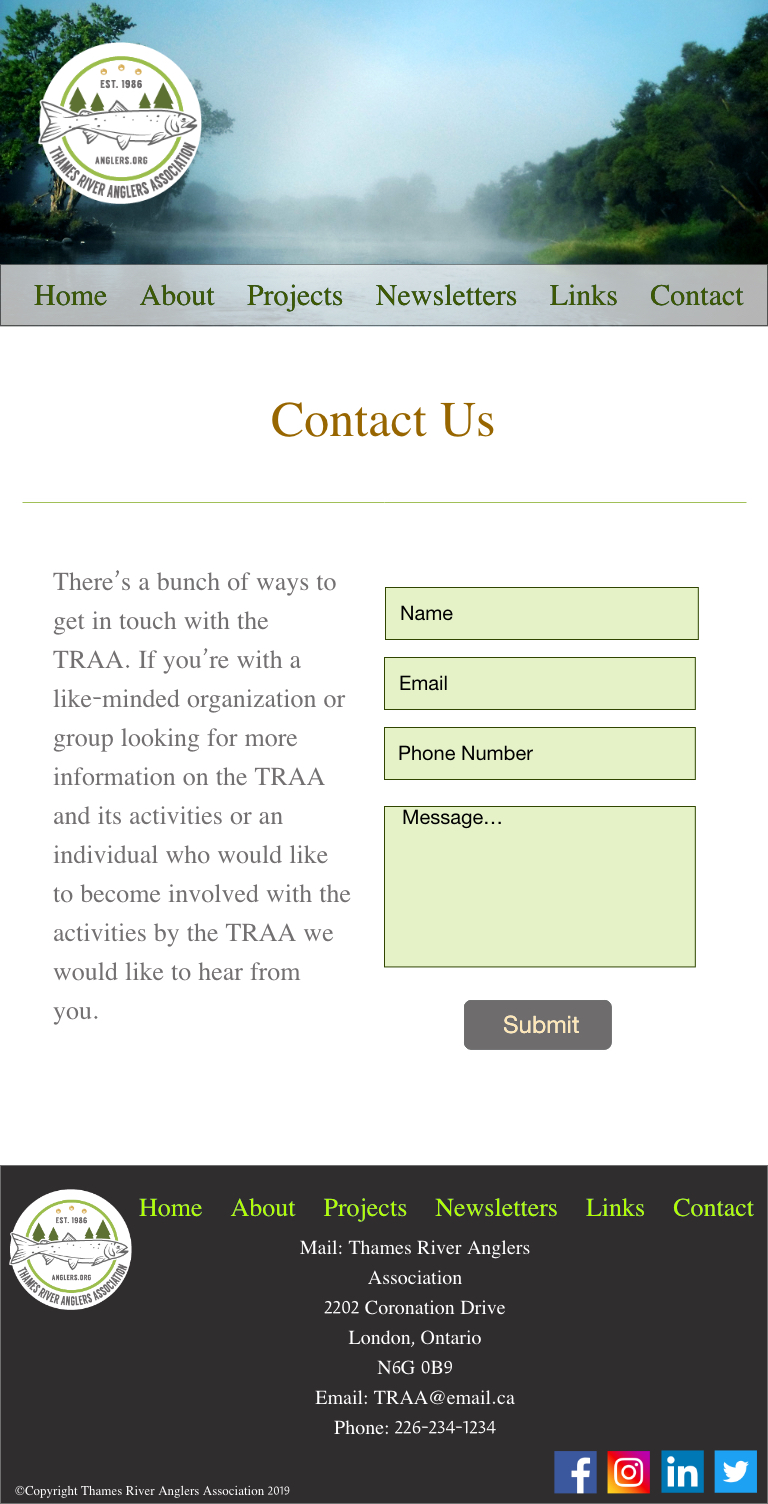 EST. 1986
ANGLERS.ORG
THAMES RIVER ANGLERS ASSOCIATION
Home About Projects Newsletters Links Contact
Contact Us
There's a bunch of ways to
get in touch with the
TRAA. If you're with a
like-minded organization or
group looking for more
information on the TRAA
and its activities or an
individual who would like
to become involved with the
activities by the TRAA we
would like to hear from
you.
Name
Email
Phone Number
Message...
Submit
EST. 1986
ANGLERS.ORG
THAMES RIVER ANGLERS ASSOCIATION
Home About Projects Newsletters Links Contact
Mail: Thames River Anglers
Association
2202 Coronation Drive
London, Ontario
N6G 0B9
Email: TRAA@email.ca
Phone: 226-234-1234
f
in
©Copyright Thames River Anglers Association 2019